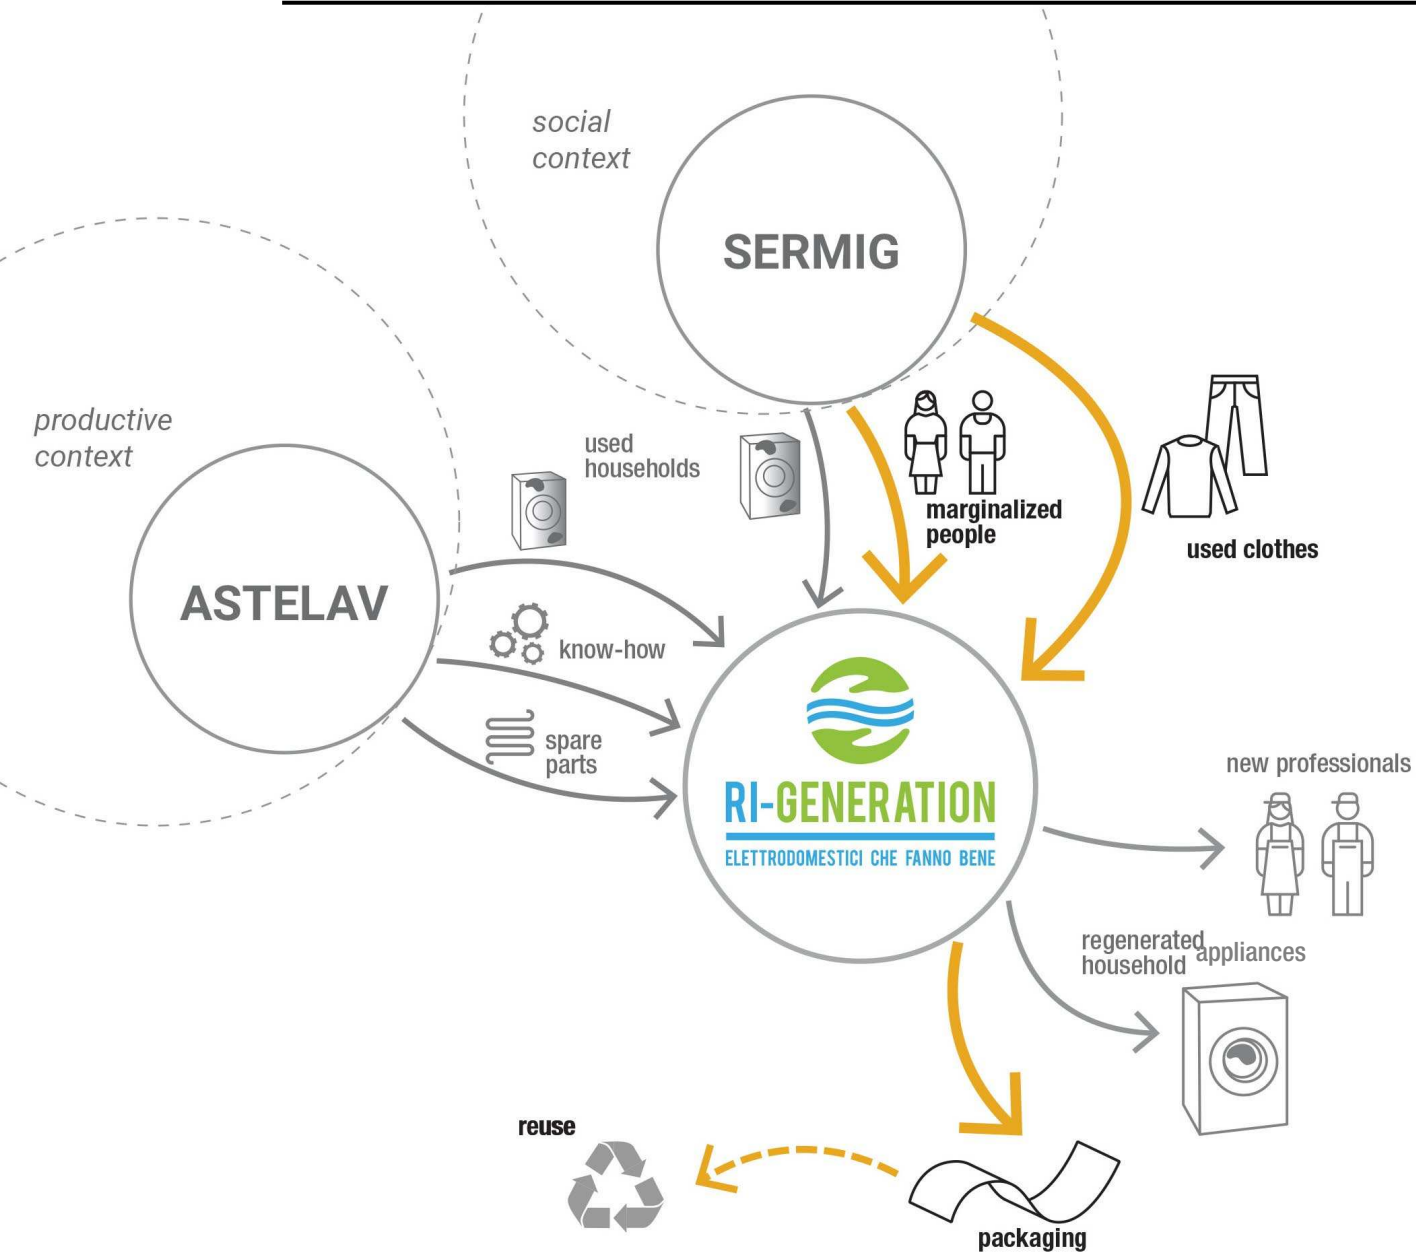 social
context
SERMIG
productive
context
ASTELAV
used
households
marginalized
people
used clothes
know-how
spare
parts
RI-GENERATION
ELETTRODOMESTICI CHE FANNO BENE
new professionals
regenerated
household appliances
reuse
packaging